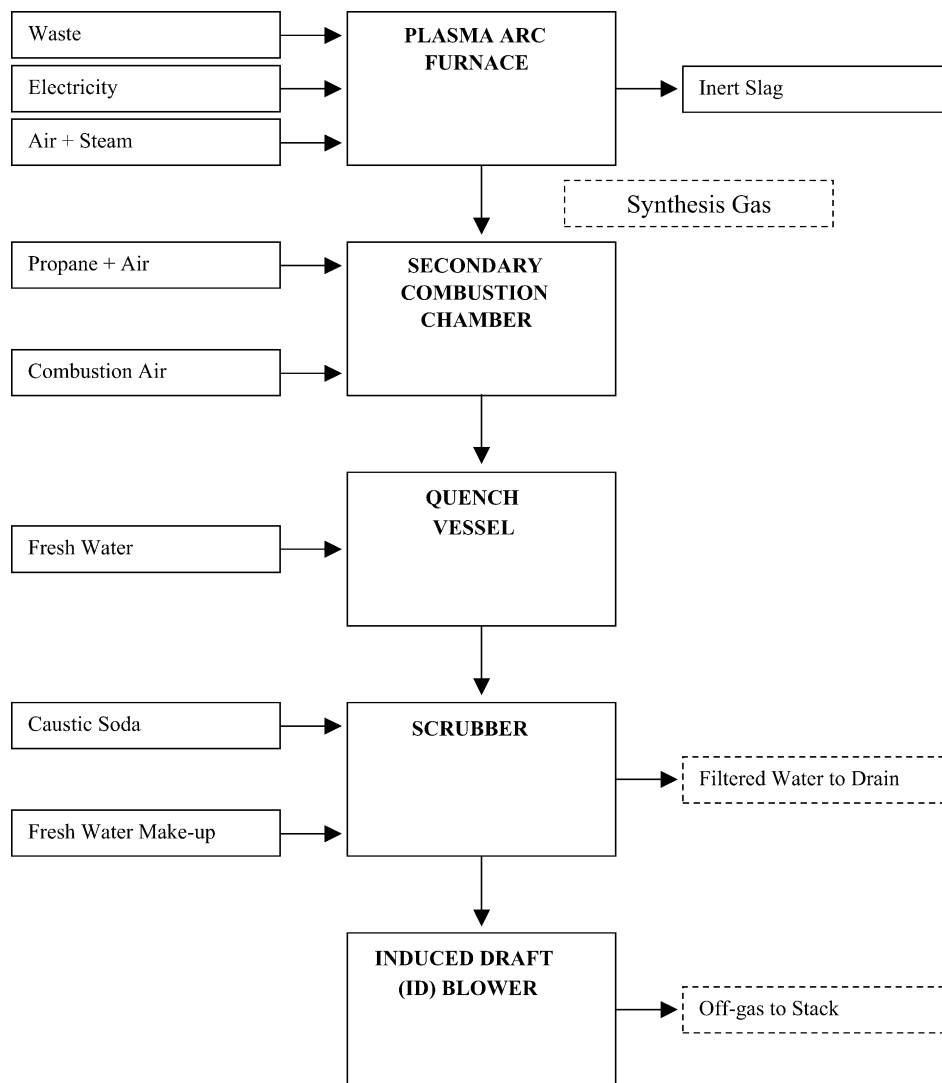 Waste
PLASMA ARC
FURNACE
Electricity
Inert Slag
Air + Steam
Synthesis Gas
Propane + Air
SECONDARY
COMBUSTION
CHAMBER
Combustion Air
QUENCH
VESSEL
Fresh Water
Caustic Soda
SCRUBBER
Filtered Water to Drain
Fresh Water Make-up
INDUCED DRAFT
(ID) BLOWER
Off-gas to Stack